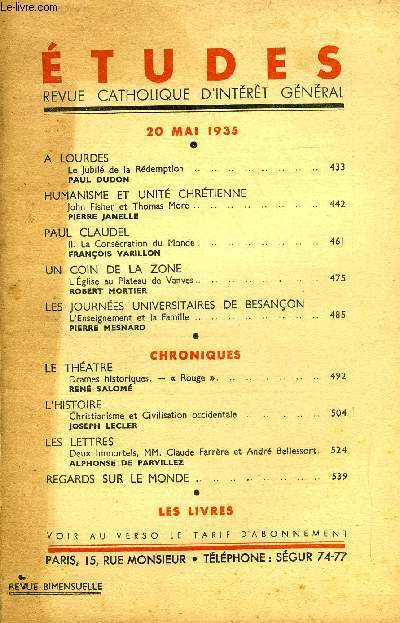 Le-livre.com
ÉTUDES
REVUE CATHOLIQUE D'INTÉRÊT GÉNÉRAL
20 MAI 1935
A LOURDES
Le Jubilé de la Rédemption .. .. .. .. .. .. .. .. 433
PAUL DUDON
HUMANISME ET UNITÉ CHRÉTIENNE
John Fisher et Thomas More .. .. .. .. .. .. .. .. 442
PIERRE JANELLE
PAUL CLAUDEL
II. La Consécration du Monde .. .. .. .. .. .. .. 461
FRANÇOIS VARILLON
UN COIN DE LA ZONE
L'Église au Plateau de Vanves .. .. .. .. .. .. .. 475
ROBERT MORTIER
LES JOURNÉES UNIVERSITAIRES DE BESANÇON
L'Enseignement et la Famille .. .. .. .. .. .. .. 485
PIERRE MESNARD
CHRONIQUES
LE THÉATRE
Drames historiques. — « Rouge ». .. .. .. .. .. 492
RENÉ SALOMÉ
L'HISTOIRE
Christianisme et Civilisation occidentale .. .. .. .. 504
JOSEPH LECLER
LES LETTRES
Deux Immortels, MM. Claude Farrère et André Bellessort. 524
ALPHONSE DE PARVILLEZ
REGARDS SUR LE MONDE .. .. .. .. .. .. .. 539
LES LIVRES
VOIR AU VERSO LE TARIF D'ABONNEMENT
PARIS, 15, RUE MONSIEUR • TÉLÉPHONE : SÉGUR 74-77
REVUE BIMENSUELLE